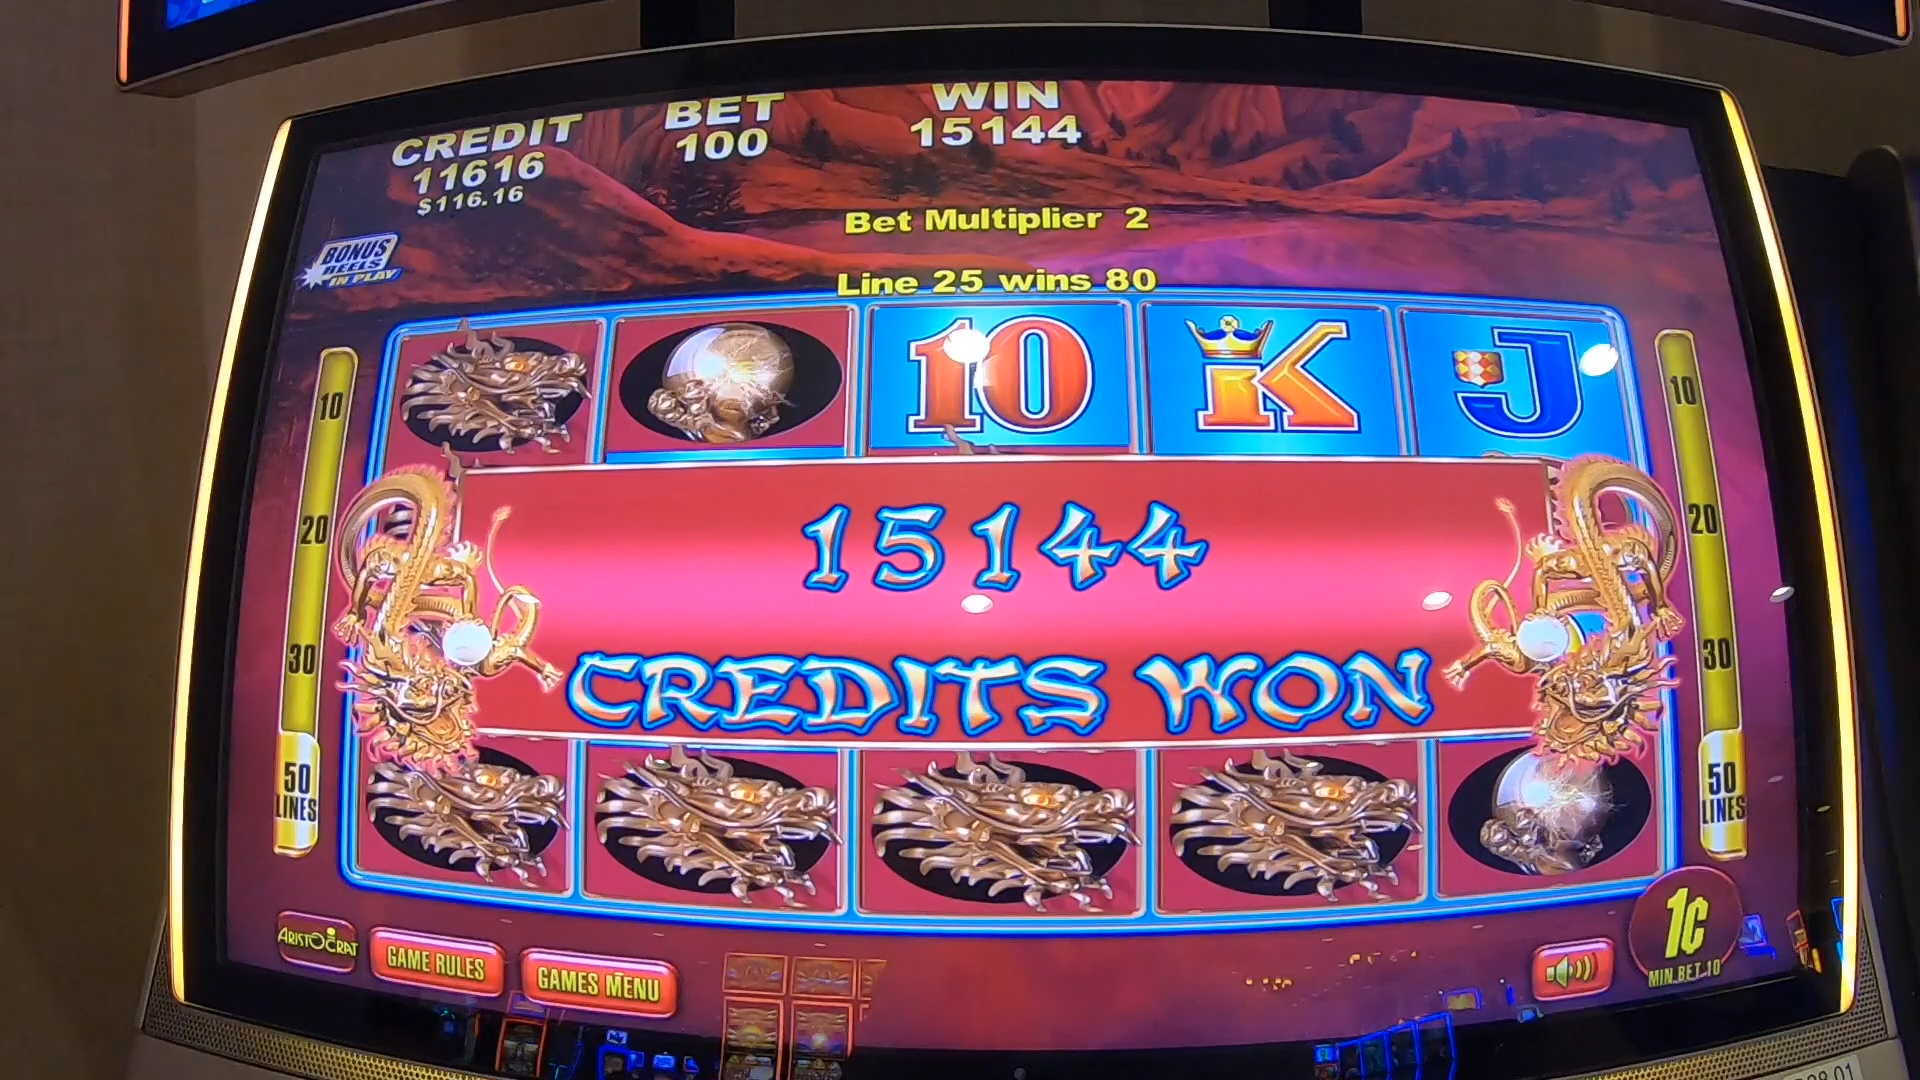 CREDIT
11616
$116.16
BET
100
WIN
15144
Bet Multiplier 2
Line 25 wins 80
BONUS
REELS
IN PLAY
10
K
J
10
20
30
50
LINES
10
20
30
50
LINES
15144
CREDITS WON
ARISTOCRAT
GAME RULES
GAMES MENU
1¢
MIN.BET.10